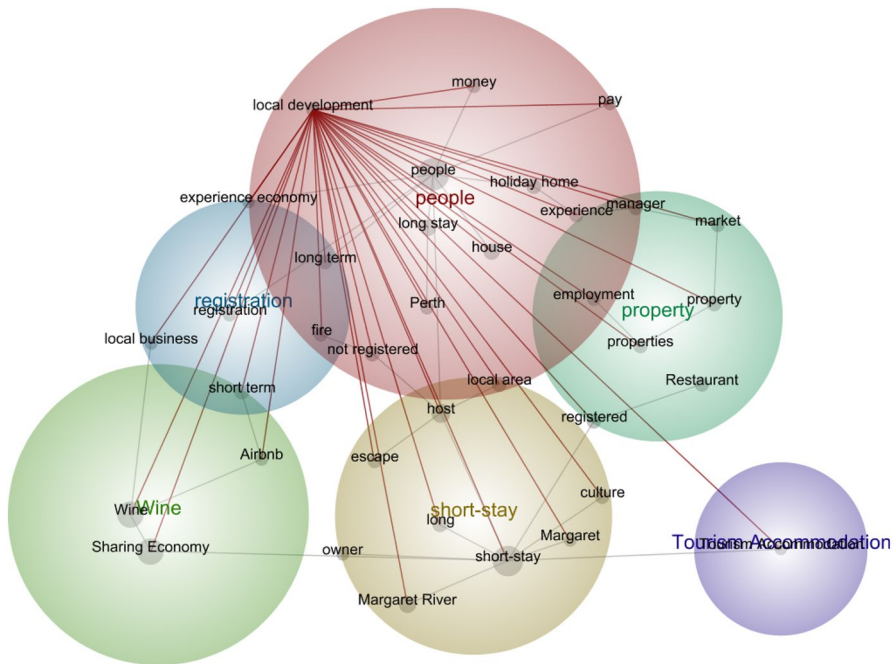 money
local development
pay
people
holiday home
people
experience economy
experience
manager
long stay
market
house
long term
registration
registration
Perth
employment
property
property
fire
local business
not registered
properties
short term
local area
Restaurant
host
registered
Airbnb
escape
culture
Wine
Wine
short-stay
long
Margaret
Sharing Economy
owner
short-stay
Tourism Accommodation
Tourism Accommodation
Margaret River